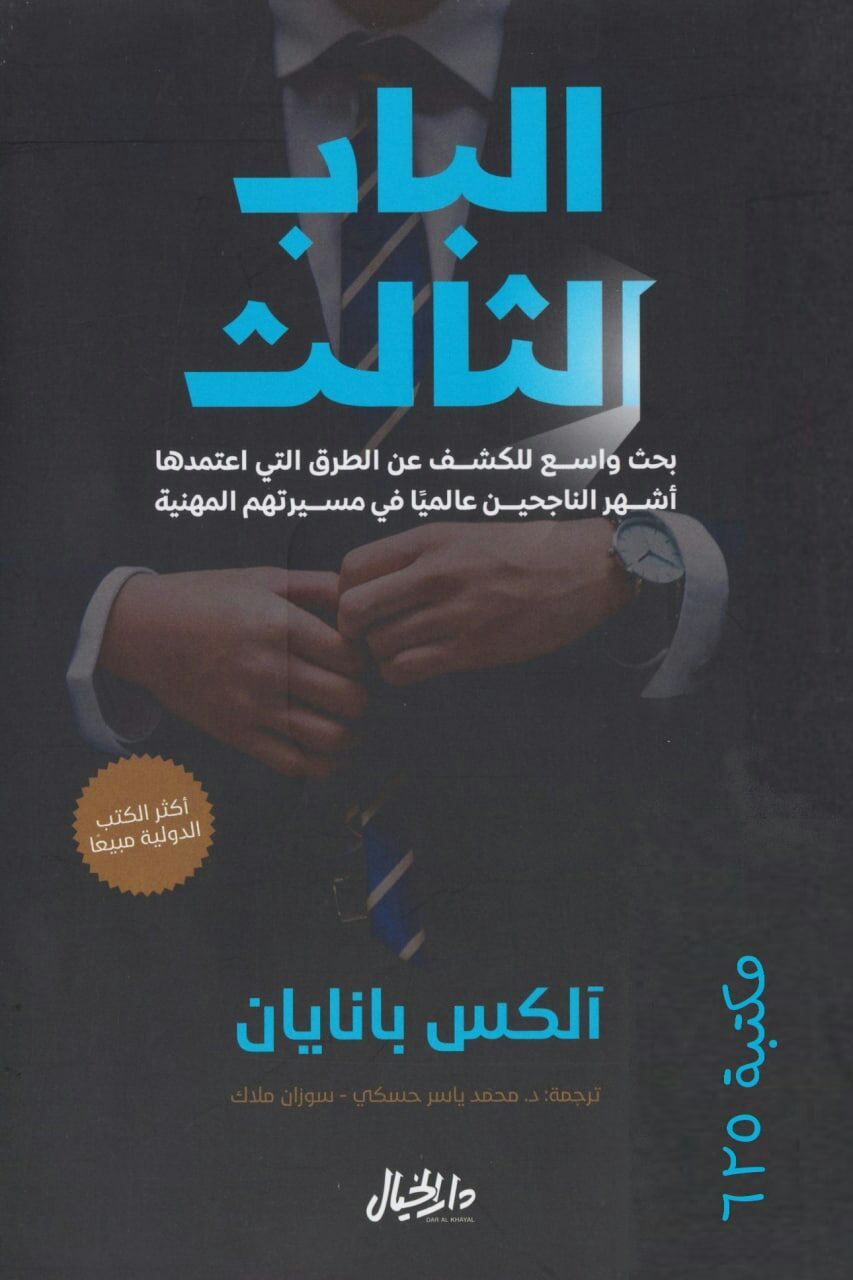 الباب
الثالث
بحث واسع للكشف عن الطرق التي اعتمدها
أشهر الناجحين عالميًا في مسيرتهم المهنية
أكثر الكتب
الدولية مبيعًا
آلكس بانايان
ترجمة: د. محمد ياسر حسكي - سوزان ملاك
دار الخيال
DAR AL KHAYAL
مكتبة ٦٢٥